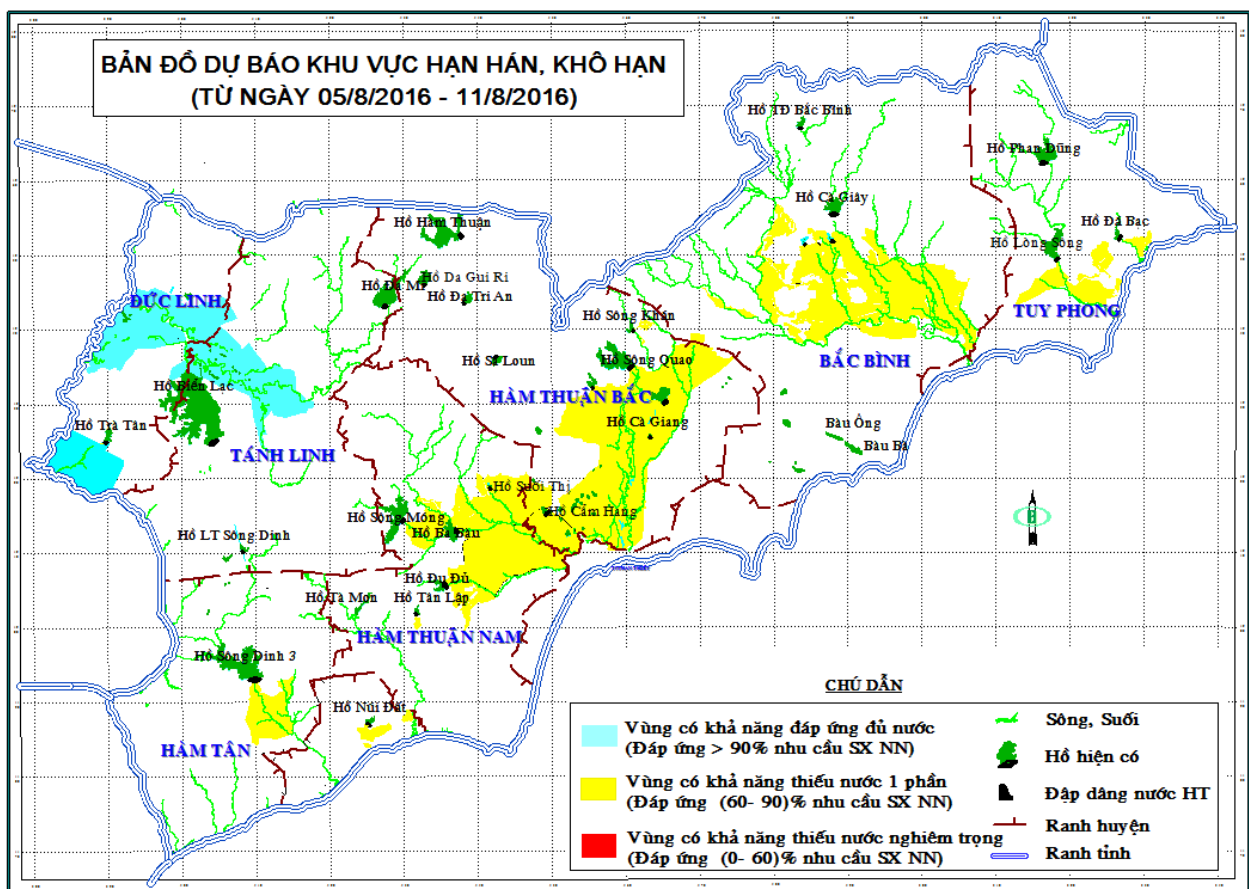 BẢN ĐỒ DỰ BÁO KHU VỰC HẠN HÁN, KHÔ HẠN
(TỪ NGÀY 05/8/2016 - 11/8/2016)
Hồ TĐ Bắc Bình
Hồ Phan Dũng
Hồ Cà Giây
Hồ Đá Bạc
Hồ Lòng Sông
Hồ Hàm Thuận
Hồ Đa Mi
Hồ Da Gui Ri
Hồ Đa Tri An
ĐỨC LINH
TUY PHONG
Hồ Sông Khán
BẮC BÌNH
Hồ Sông Quao
Hồ Sĩ Loun
Hồ Biển Lạc
HÀM THUẬN BẮC
Hồ Cà Giang
Hồ Trà Tân
Bàu Ông
Bàu Bà
TÁNH LINH
Hồ Suối Thị
Hồ Sông Móng
Hồ Cẩm Hang
Hồ Ba Bàu
Hồ LT Sông Dinh
Hồ Đu Đủ
Hồ Tà Mon
Hồ Tân Lập
HÀM THUẬN NAM
Hồ Sông Dinh 3
Hồ Núi Đất
HÀM TÂN
CHÚ DẪN
Vùng có khả năng đáp ứng đủ nước
(Đáp ứng > 90% nhu cầu SX NN)
Vùng có khả năng thiếu nước 1 phần
(Đáp ứng (60- 90)% nhu cầu SX NN)
Vùng có khả năng thiếu nước nghiêm trọng
(Đáp ứng (0- 60)% nhu cầu SX NN)
Sông, Suối
Hồ hiện có
Đập dâng nước HT
Ranh huyện
Ranh tỉnh